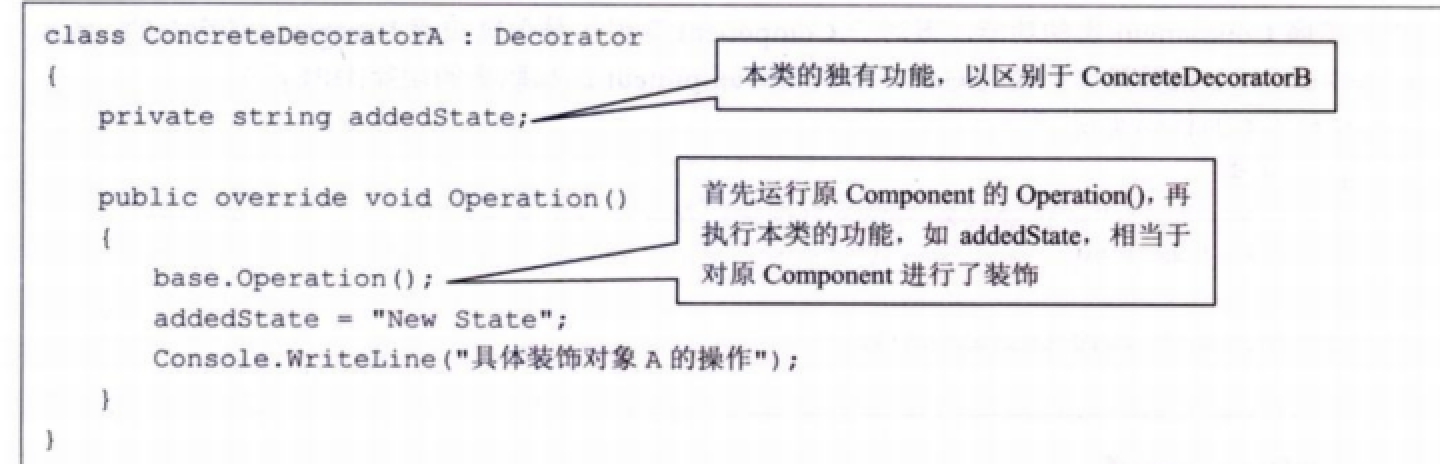 class ConcreteDecoratorA : Decorator
{
本类的独有功能，以区别于 ConcreteDecoratorB
private string addedState;
public override void Operation()
{
首先运行原 Component 的 Operation(), 再
执行本类的功能，如 addedState，相当于
对原 Component 进行了装饰
base.Operation();
addedState = "New State";
Console.WriteLine("具体装饰对象 A 的操作");
}
}